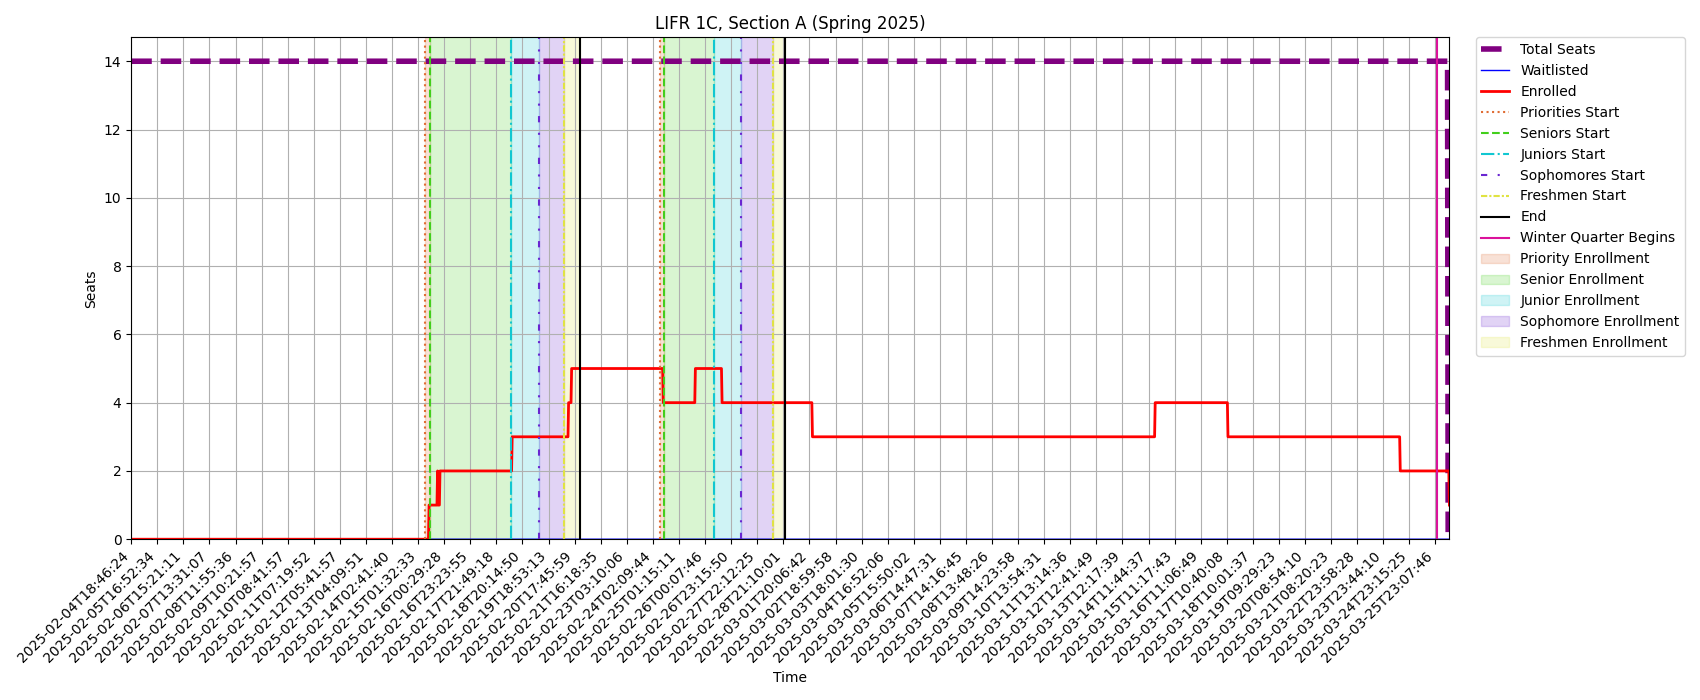 LIFR 1C, Section A (Spring 2025)
14
12
10
8
6
4
2
0
Seats
2025-02-04T18:46:24
2025-02-05T16:52:34
2025-02-06T15:21:11
2025-02-07T13:31:07
2025-02-08T11:55:36
2025-02-09T10:21:57
2025-02-10T08:41:57
2025-02-11T07:19:52
2025-02-12T05:41:57
2025-02-13T04:09:51
2025-02-14T02:41:40
2025-02-15T01:32:33
2025-02-16T00:29:28
2025-02-16T23:23:55
2025-02-17T21:49:18
2025-02-18T20:14:50
2025-02-19T18:53:13
2025-02-20T17:45:59
2025-02-21T16:18:35
2025-02-23T03:10:06
2025-02-24T02:09:44
2025-02-25T01:15:11
2025-02-26T00:07:46
2025-02-26T23:15:50
2025-02-27T22:12:25
2025-02-28T21:10:01
2025-03-01T20:06:42
2025-03-02T18:59:58
2025-03-03T18:01:30
2025-03-04T16:52:06
2025-03-05T15:50:02
2025-03-06T14:47:31
2025-03-07T14:16:45
2025-03-08T13:48:26
2025-03-09T14:23:58
2025-03-10T13:54:31
2025-03-11T13:14:36
2025-03-12T12:41:49
2025-03-13T12:17:39
2025-03-14T11:44:37
2025-03-15T11:17:43
2025-03-16T11:06:49
2025-03-17T10:40:08
2025-03-18T10:01:37
2025-03-19T09:29:23
2025-03-20T08:54:10
2025-03-21T08:20:23
2025-03-22T23:58:28
2025-03-23T23:44:10
2025-03-24T23:15:25
2025-03-25T23:07:46
Time
Total Seats
Waitlisted
Enrolled
Priorities Start
Seniors Start
Juniors Start
Sophomores Start
Freshmen Start
End
Winter Quarter Begins
Priority Enrollment
Senior Enrollment
Junior Enrollment
Sophomore Enrollment
Freshmen Enrollment